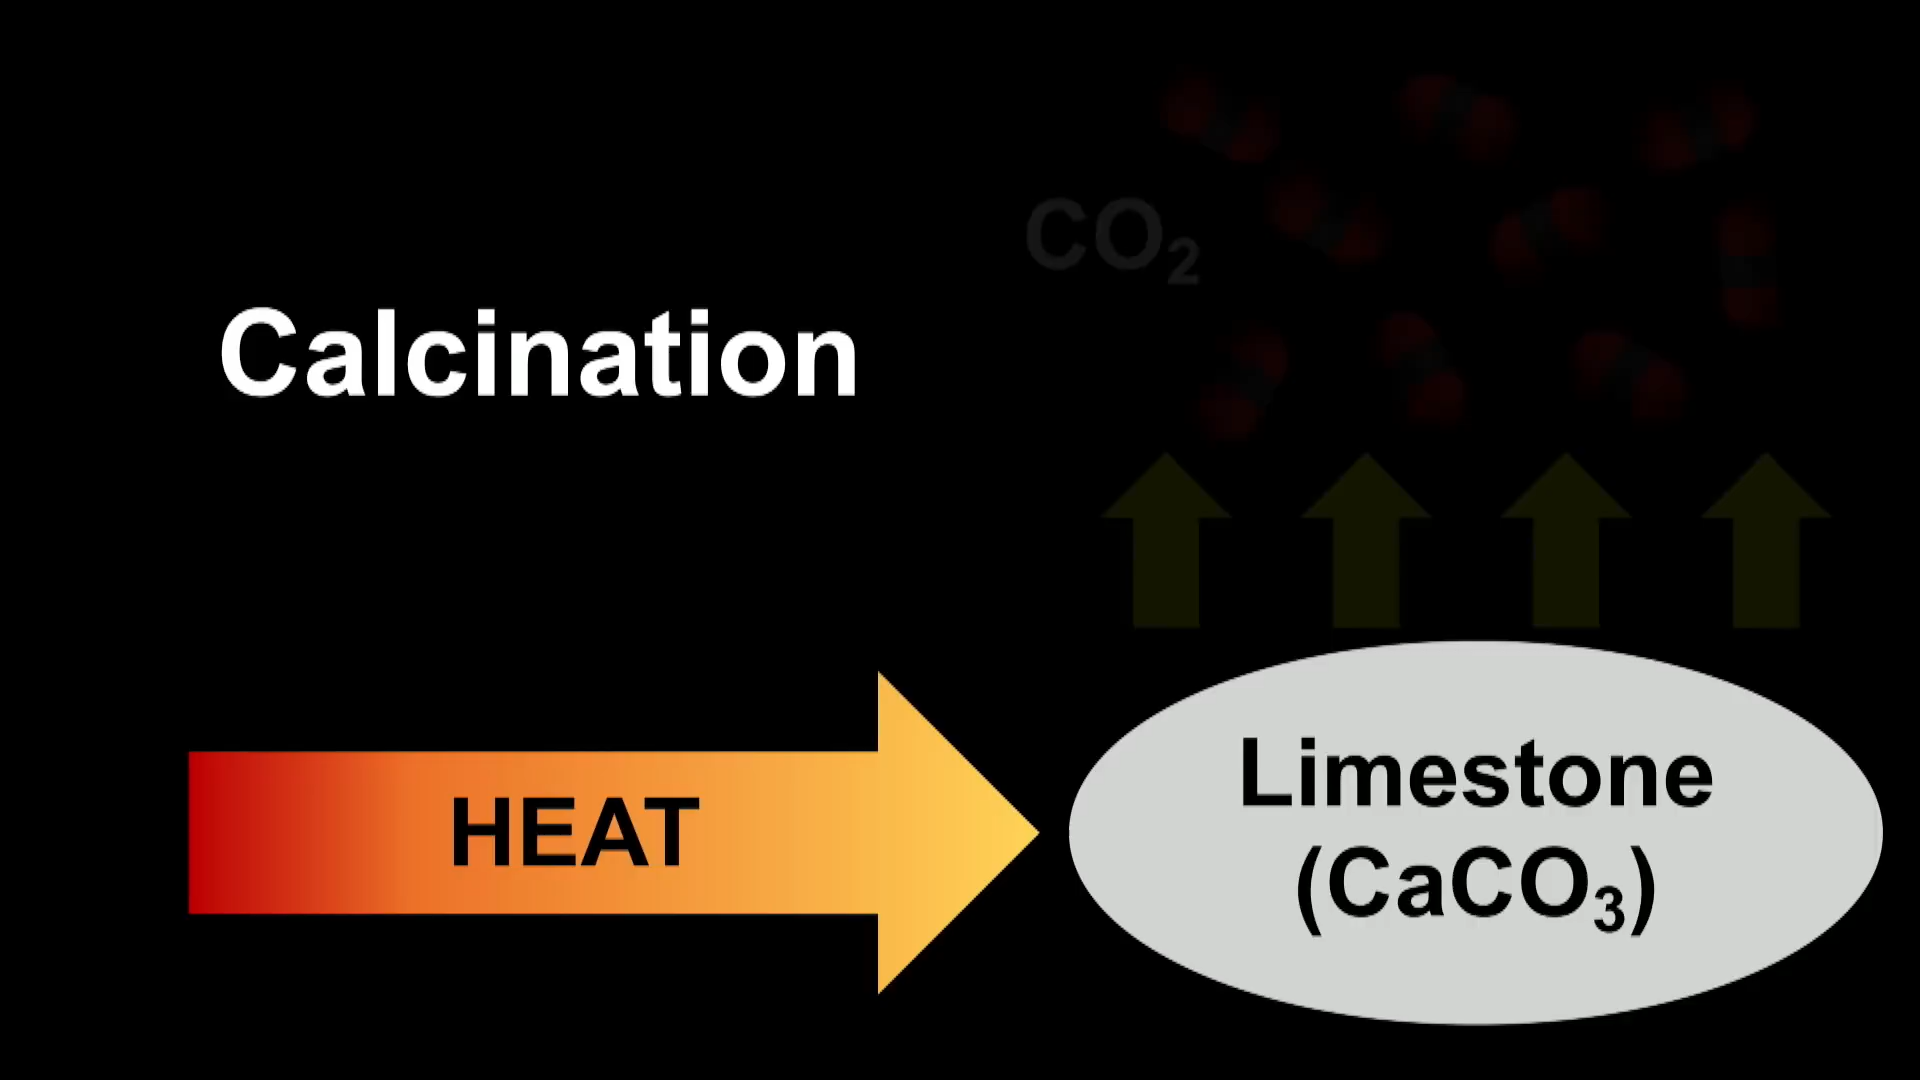 CO₂
Calcination
HEAT
Limestone
(CaCO₃)